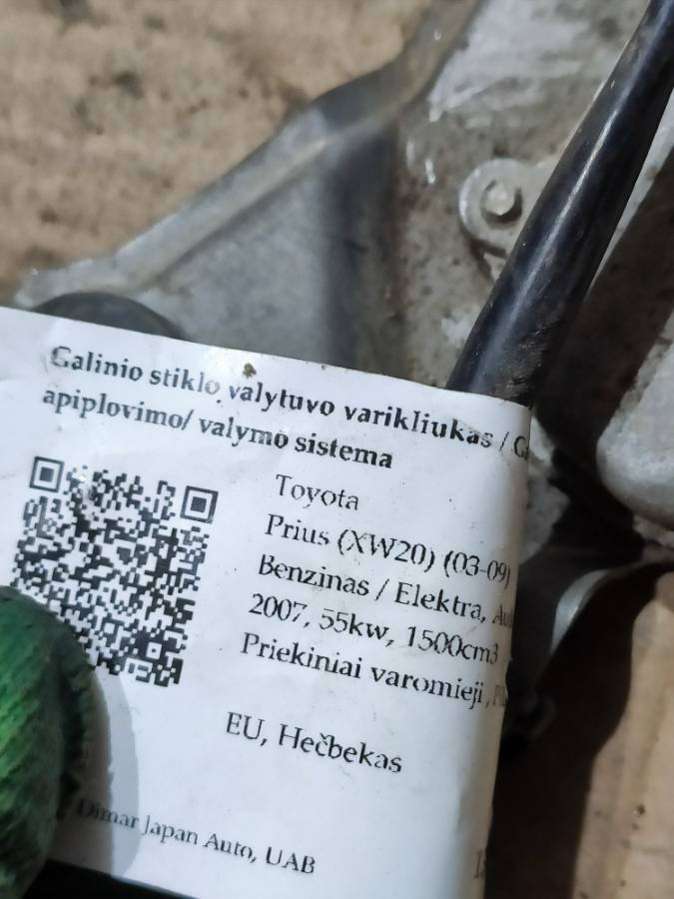 Galinio stiklo valytuvo varikliukas /
apiplovimo/ valymo sistema
Toyota
Prius (XW20) (03-09)
Benzinas / Elektra,
2007, 55kw, 1500cm3
Priekiniai varomieji,
EU, Hečbekas
Dimar Japan Auto, UAB